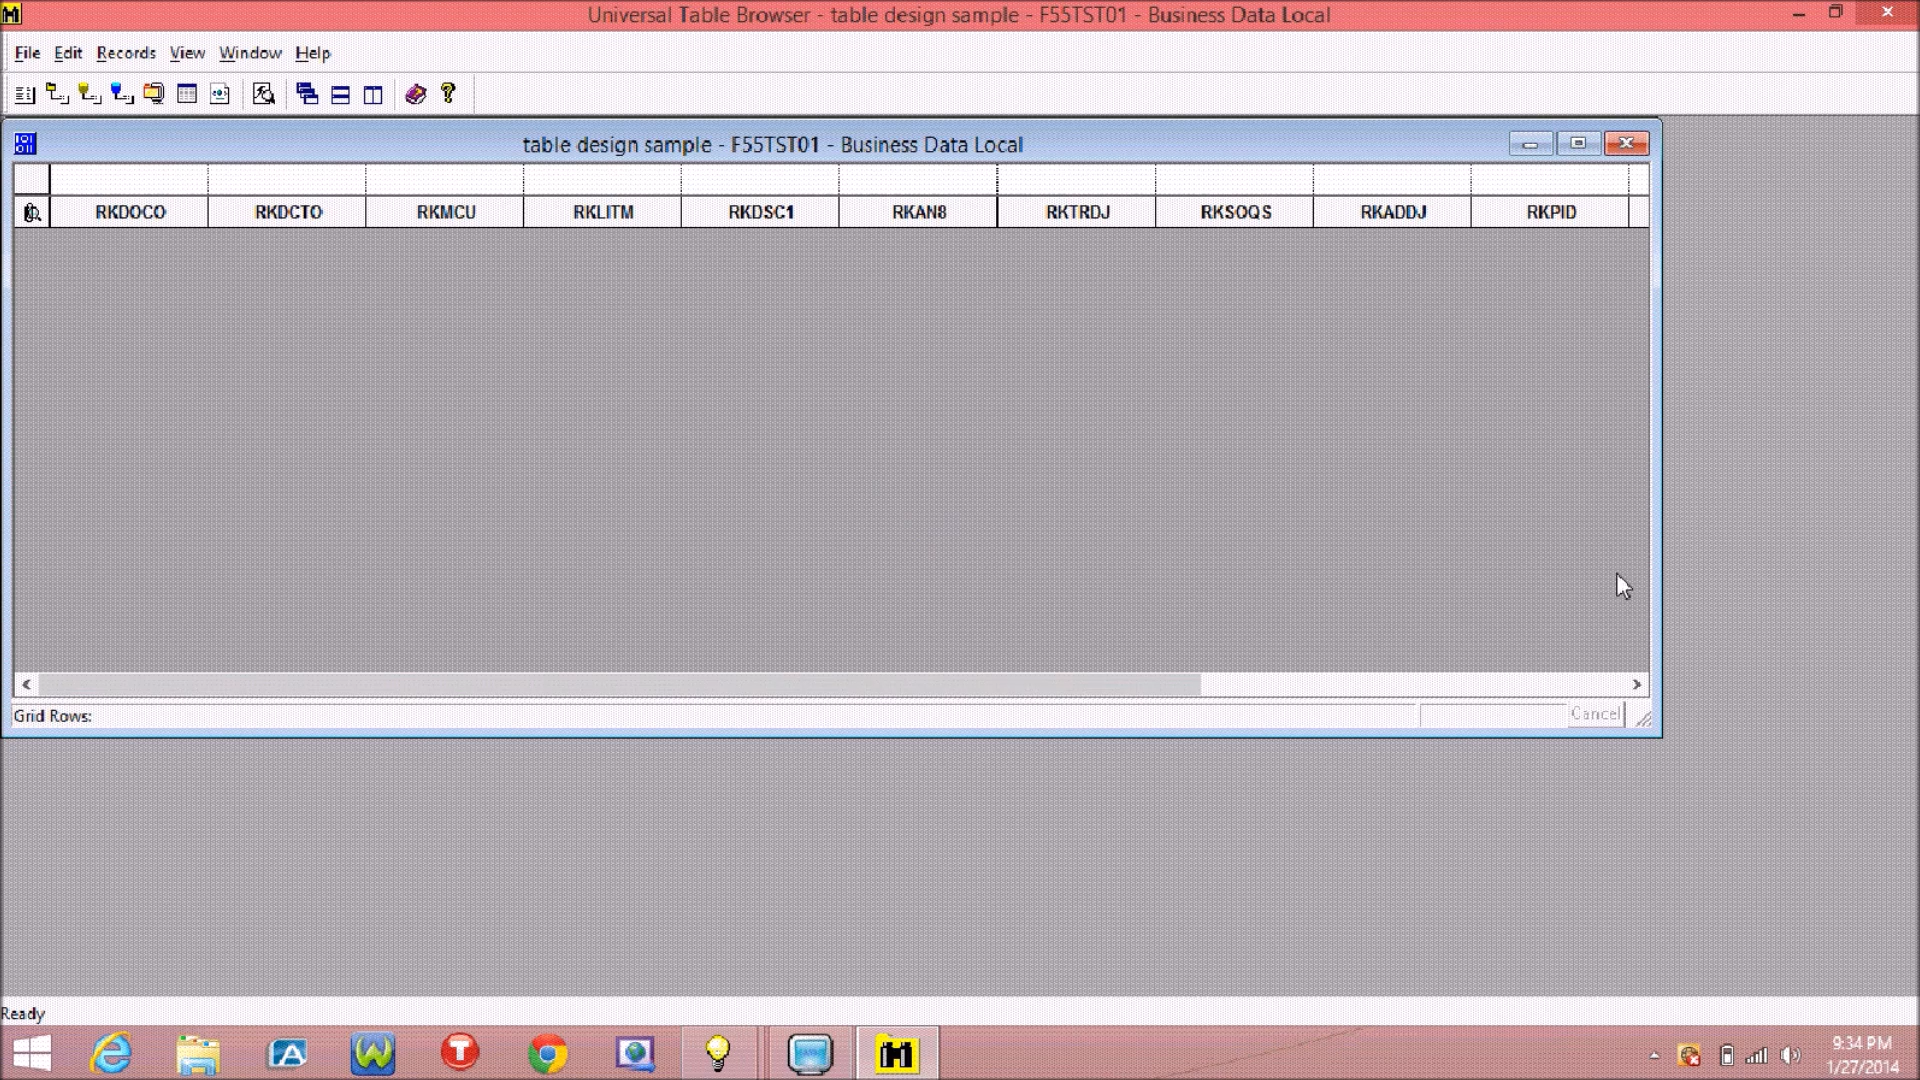 Universal Table Browser - table design sample - F55TST01 - Business Data Local
File Edit Records View Window Help
table design sample - F55TST01 - Business Data Local
RKDOCO RKDCTO RKMCU RKLITM RKDSC1 RKAN8 RKTRDJ RKSOQS RKADDJ RKPID
Grid Rows:
Cancel
Ready
9:34 PM
1/27/2014